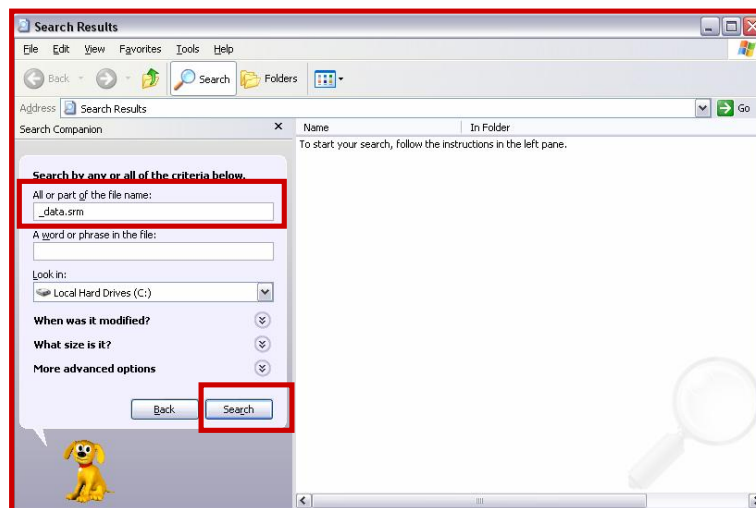 Search Results
File Edit View Favorites Tools Help
Back Search Folders
Address Search Results Go
Search Companion
Name In Folder
To start your search, follow the instructions in the left pane.
Search by any or all of the criteria below.
All or part of the file name:
_data.srm
A word or phrase in the file:
Look in:
Local Hard Drives (C:)
When was it modified?
What size is it?
More advanced options
Back Search